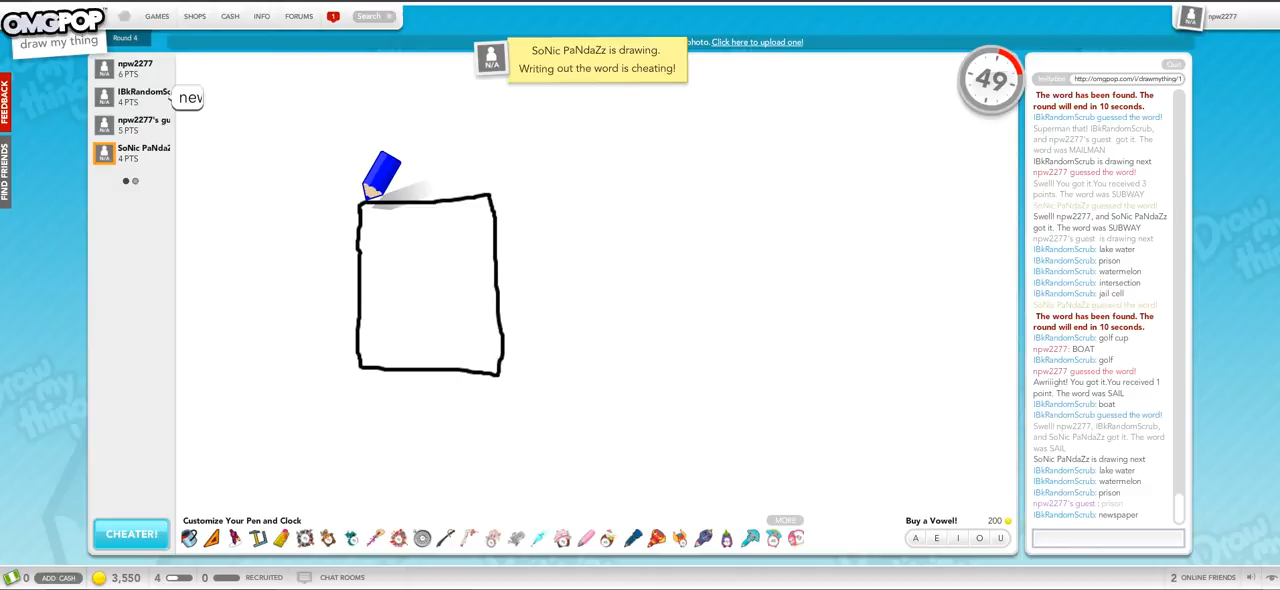 OMGPOP
draw my thing
GAMES
SHOPS
CASH
INFO
FORUMS
1
Search
N/A
npw2277
Round 4
photo. Click here to upload one!
N/A
SoNic PaNdaZz is drawing.
Writing out the word is cheating!
49
FEEDBACK
FIND FRIENDS
N/A
npw2277
6 PTS
N/A
IBkRandomSc
4 PTS
new
N/A
npw2277's gu
5 PTS
N/A
SoNic PaNdaZ
4 PTS
Quit
Invitation
http://omgpop.com/i/drawmything/1
The word has been found. The
round will end in 10 seconds.
IBkRandomScrub guessed the word!
Superman that! IBkRandomScrub,
and npw2277's guest got it. The
word was MAILMAN
IBkRandomScrub is drawing next
npw2277 guessed the word!
Swell! You got it.You received 3
points. The word was SUBWAY
SoNic PaNdaZz guessed the word!
Swell! npw2277, and SoNic PaNdaZz
got it. The word was SUBWAY
npw2277's guest is drawing next
IBkRandomScrub: lake water
IBkRandomScrub: prison
IBkRandomScrub: watermelon
IBkRandomScrub: intersection
IBkRandomScrub: jail cell
SoNic PaNdaZz guessed the word!
The word has been found. The
round will end in 10 seconds.
IBkRandomScrub: golf cup
npw2277: BOAT
IBkRandomScrub: golf
npw2277 guessed the word!
Awriiight! You got it.You received 1
point. The word was SAIL
IBkRandomScrub: boat
IBkRandomScrub guessed the word!
Swell! npw2277, IBkRandomScrub,
and SoNic PaNdaZz got it. The word
was SAIL
SoNic PaNdaZz is drawing next
IBkRandomScrub: lake water
IBkRandomScrub: watermelon
IBkRandomScrub: prison
npw2277's guest : prison
IBkRandomScrub: newspaper
CHEATER!
Customize Your Pen and Clock
MORE
Buy a Vowel!
200
A E I O U
0
ADD CASH
3,550
4
0
RECRUITED
CHAT ROOMS
2 ONLINE FRIENDS